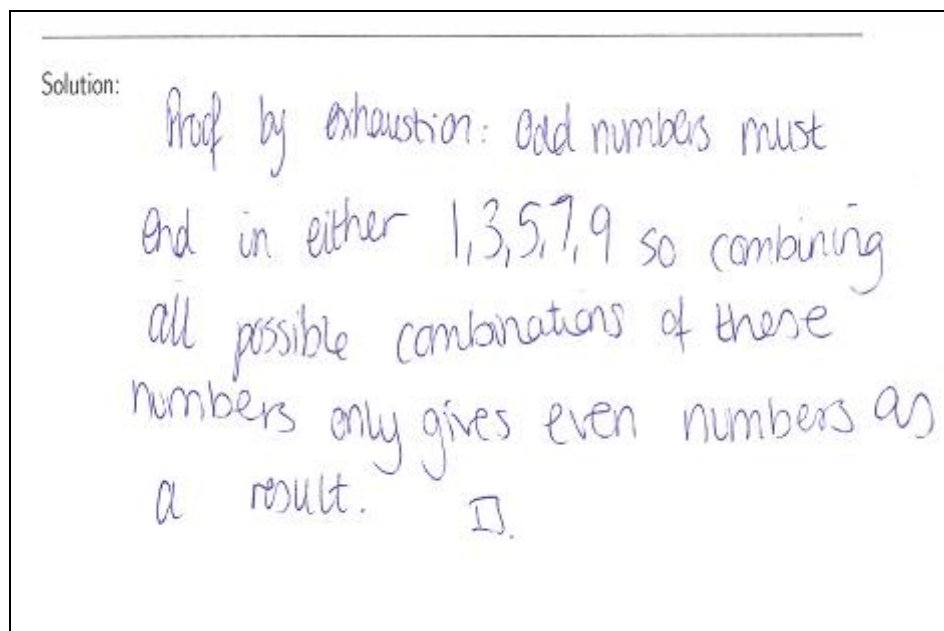 Solution:
Proof by exhaustion: odd numbers must
end in either 1,3,5,7,9 so combining
all possible combinations of these
numbers only gives even numbers as
a result. □.